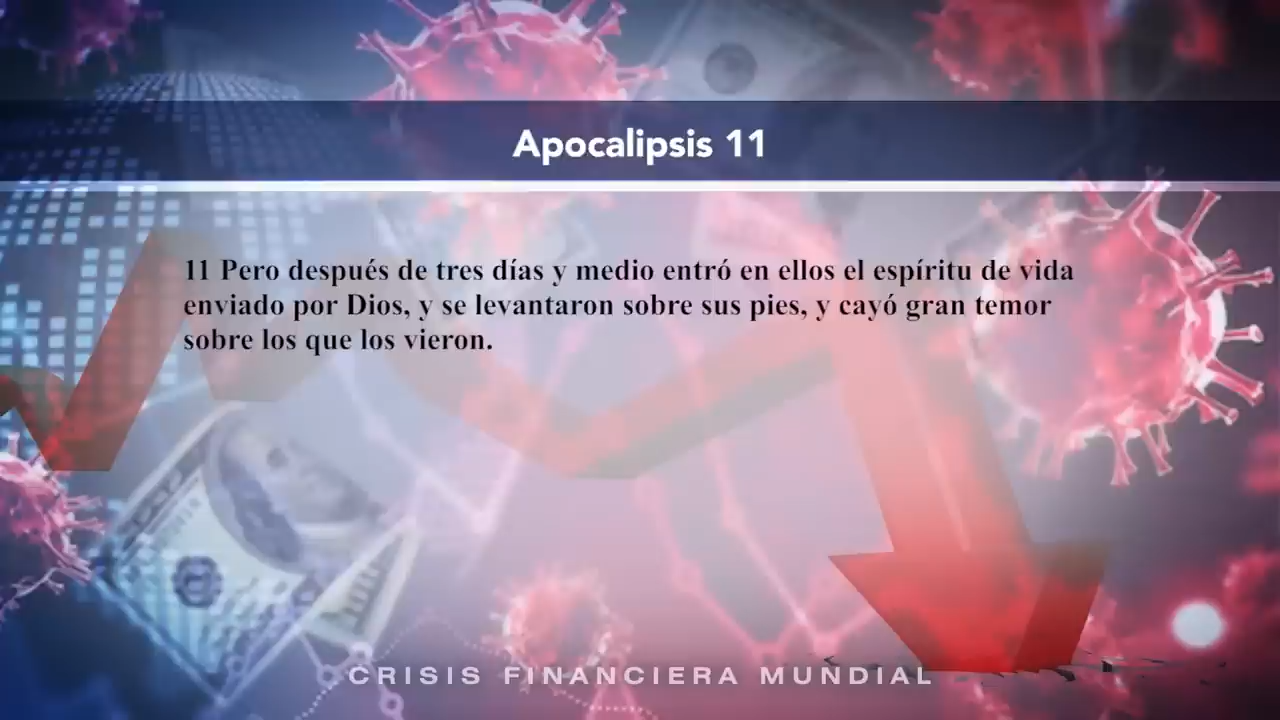 Apocalipsis 11
11 Pero después de tres días y medio entró en ellos el espíritu de vida
enviado por Dios, y se levantaron sobre sus pies, y cayó gran temor
sobre los que los vieron.
CRISIS FINANCIERA MUNDIAL